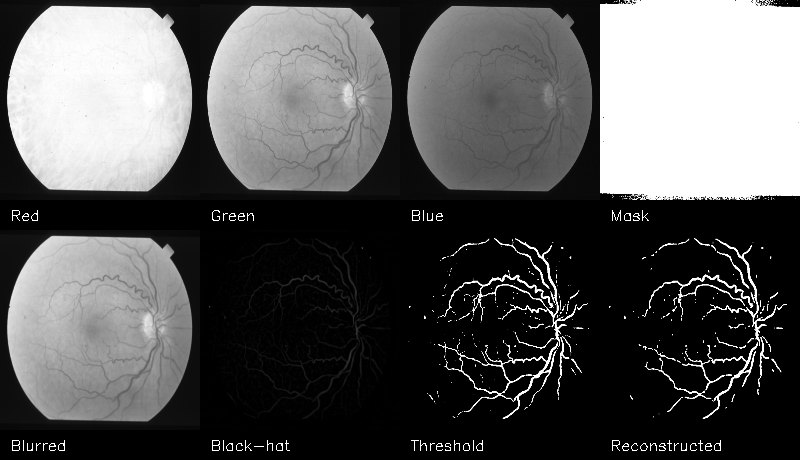 Red
Green
Blue
Mask
Blurred
Black-hat
Threshold
Reconstructed